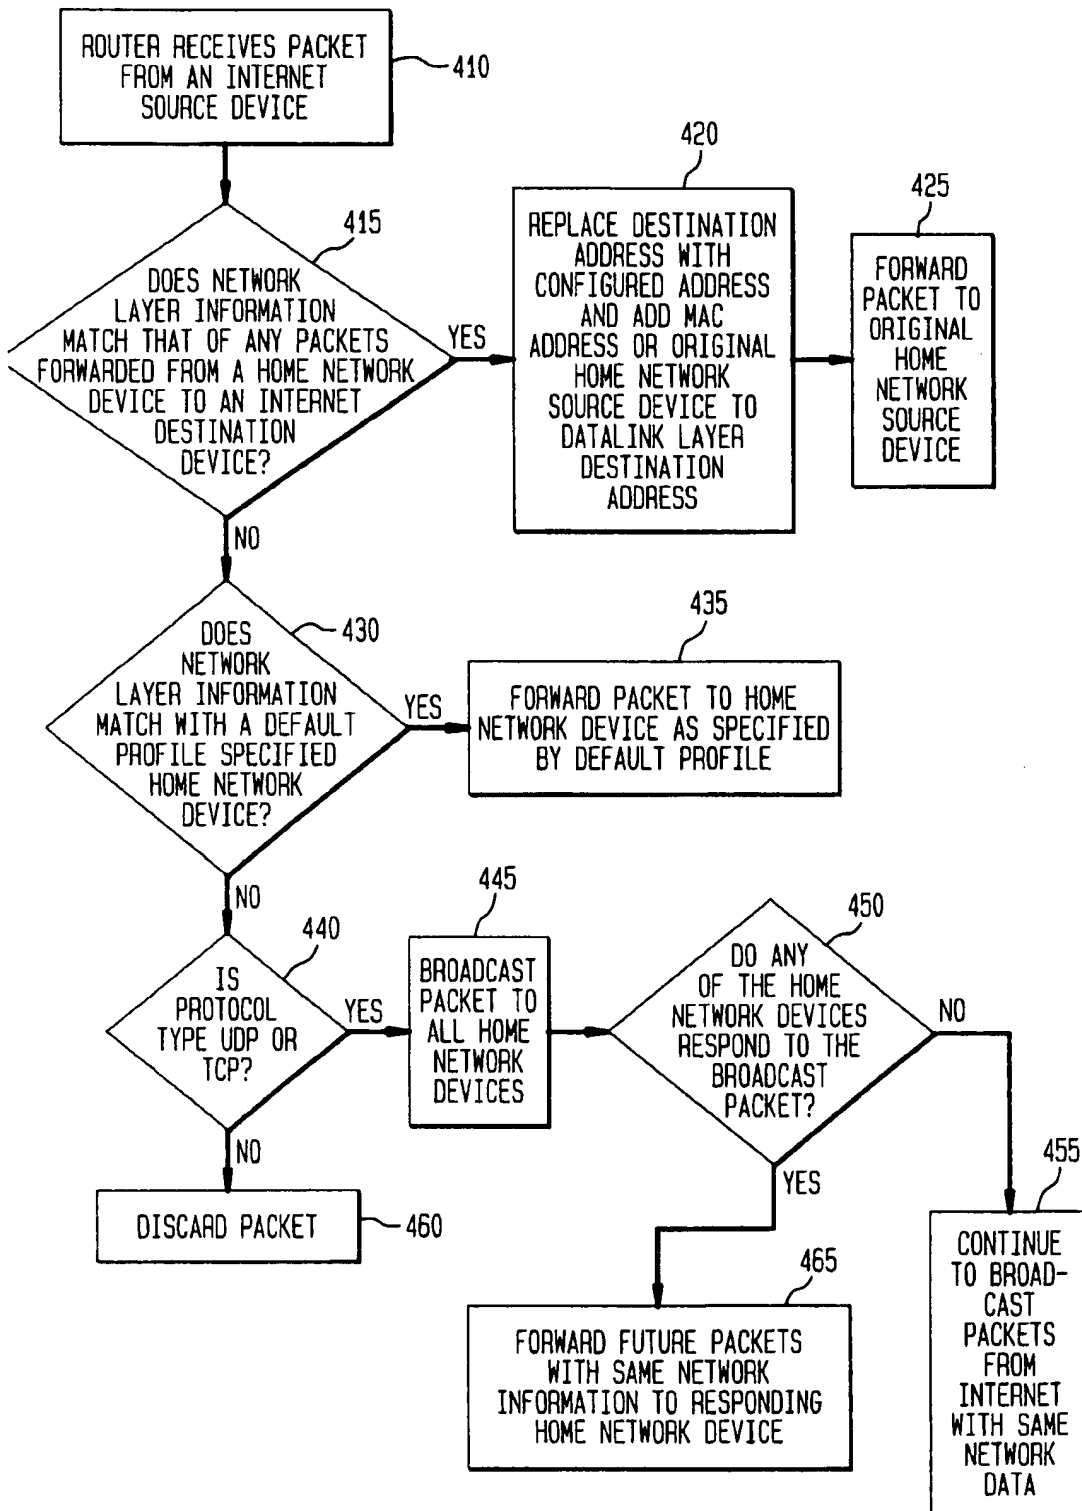 ROUTER RECEIVES PACKET
FROM AN INTERNET
SOURCE DEVICE
410
415
DOES NETWORK
LAYER INFORMATION
MATCH THAT OF ANY PACKETS
FORWARDED FROM A HOME NETWORK
DEVICE TO AN INTERNET
DESTINATION
DEVICE?
YES
420
REPLACE DESTINATION
ADDRESS WITH
CONFIGURED ADDRESS
AND ADD MAC
ADDRESS OR ORIGINAL
HOME NETWORK
SOURCE DEVICE TO
DATALINK LAYER
DESTINATION
ADDRESS
425
FORWARD
PACKET TO
ORIGINAL
HOME
NETWORK
SOURCE
DEVICE
NO
430
DOES
NETWORK
LAYER INFORMATION
MATCH WITH A DEFAULT
PROFILE SPECIFIED
HOME NETWORK
DEVICE?
YES
435
FORWARD PACKET TO HOME
NETWORK DEVICE AS SPECIFIED
BY DEFAULT PROFILE
NO
440
IS
PROTOCOL
TYPE UDP OR
TCP?
YES
445
BROADCAST
PACKET TO
ALL HOME
NETWORK
DEVICES
450
DO ANY
OF THE HOME
NETWORK DEVICES
RESPOND TO THE
BROADCAST
PACKET?
NO
YES
NO
DISCARD PACKET
460
455
CONTINUE
TO BROAD-
CAST
PACKETS
FROM
INTERNET
WITH SAME
NETWORK
DATA
465
FORWARD FUTURE PACKETS
WITH SAME NETWORK
INFORMATION TO RESPONDING
HOME NETWORK DEVICE